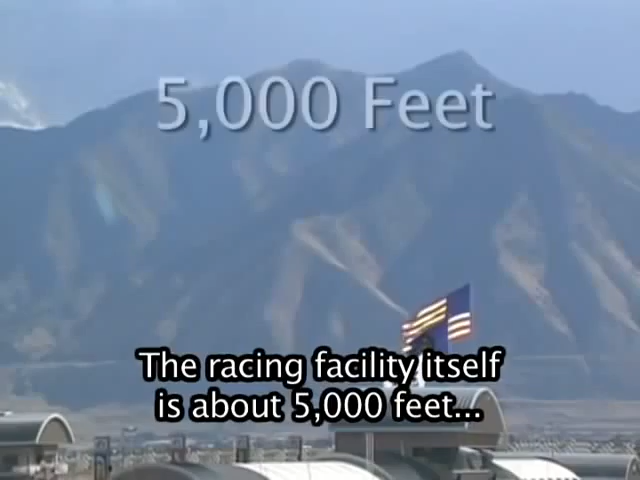 5,000 Feet
The racing facility itself
is about 5,000 feet...